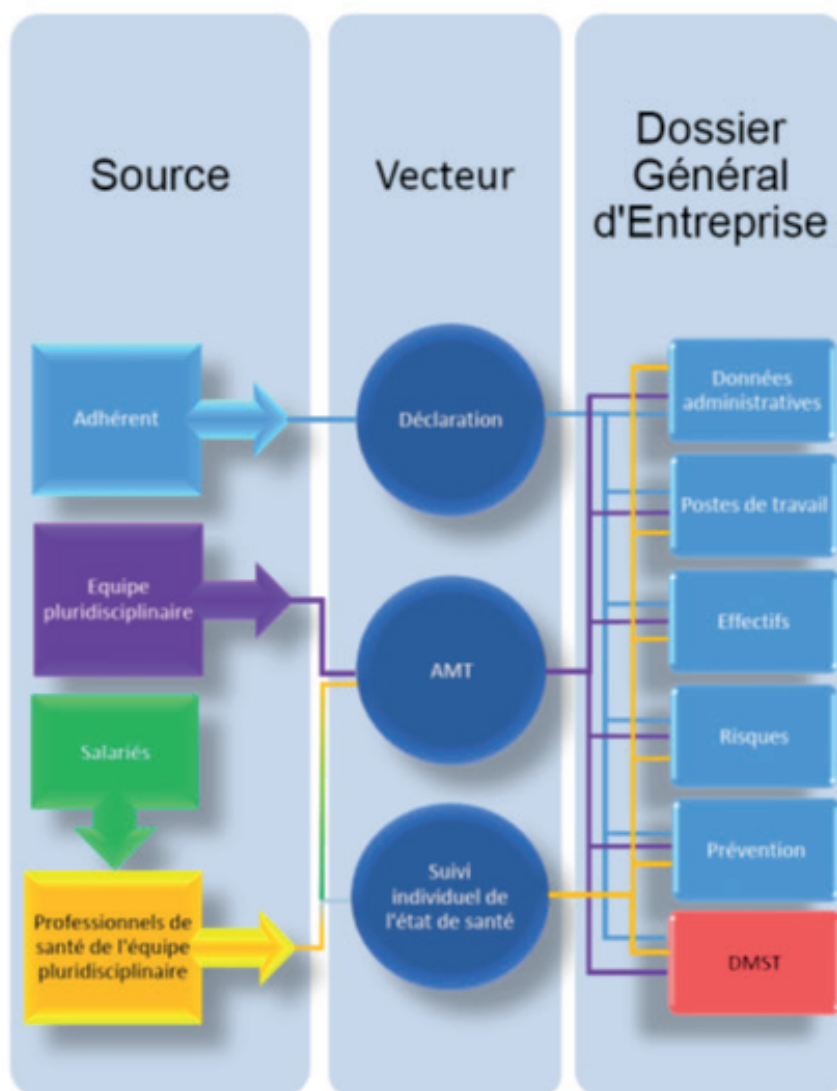 Source
Vecteur
Dossier
Général
d'Entreprise
Adhérent
Equipe
pluridisciplinaire
Salariés
Professionnels de
santé de l'équipe
pluridisciplinaire
Déclaration
AMT
Suivi
individuel de
l'état de santé
Données
administratives
Postes de travail
Effectifs
Risques
Prévention
DMST